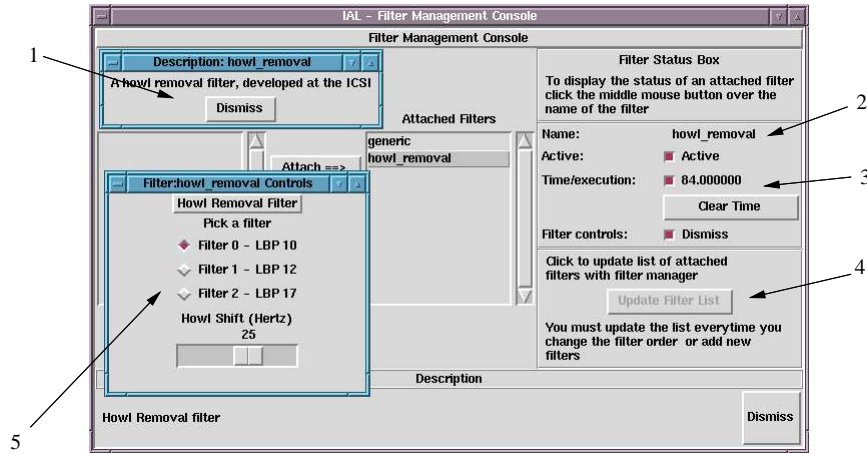 IAL - Filter Management Console
Filter Management Console
1
Description: howl_removal
A howl removal filter, developed at the ICSI
Dismiss
Attached Filters
generic
howl_removal
Attach ==>
Filter:howl_removal Controls
Howl Removal Filter
Pick a filter
Filter 0 - LBP 10
Filter 1 - LBP 12
Filter 2 - LBP 17
Howl Shift (Hertz)
25
5
Filter Status Box
To display the status of an attached filter
click the middle mouse button over the
name of the filter
2
Name: howl_removal
Active: Active
3
Time/execution: 84.000000
Clear Time
Filter controls: Dismiss
Click to update list of attached
filters with filter manager
4
Update Filter List
You must update the list everytime you
change the filter order or add new
filters
Description
Howl Removal filter
Dismiss